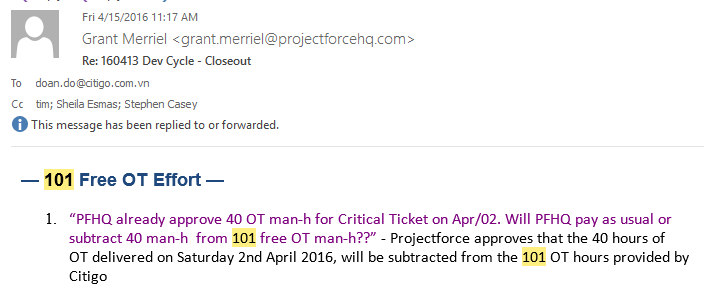 Fri 4/15/2016 11:17 AM
Grant Merriel <grant.merriel@projectforcehq.com>
Re: 160413 Dev Cycle - Closeout
To doan.do@citigo.com.vn
Cc tim; Sheila Esmas; Stephen Casey
This message has been replied to or forwarded.
— 101 Free OT Effort —
1. “PFHQ already approve 40 OT man-h for Critical Ticket on Apr/02. Will PFHQ pay as usual or
subtract 40 man-h from 101 free OT man-h??” - Projectforce approves that the 40 hours of
OT delivered on Saturday 2nd April 2016, will be subtracted from the 101 OT hours provided by
Citigo